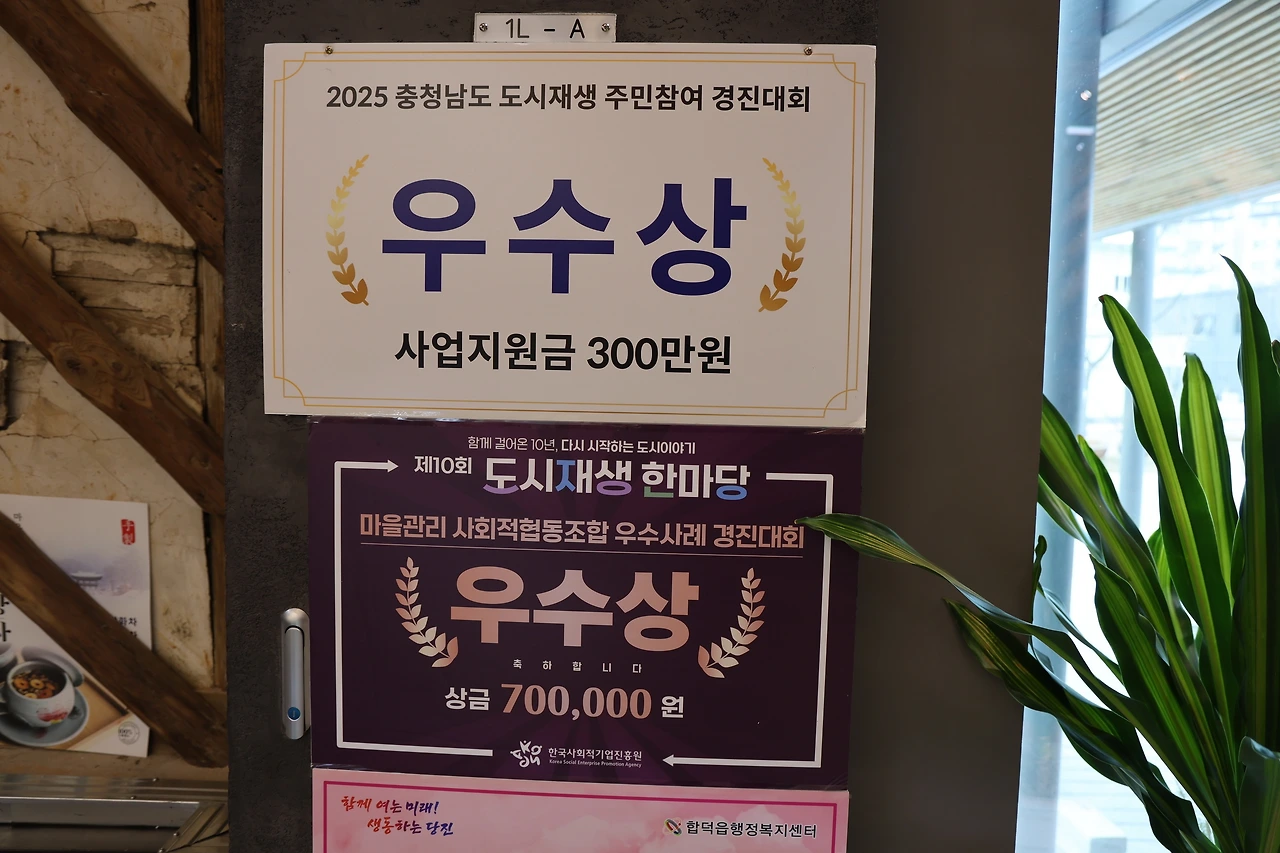 1L - A
2025 충청남도 도시재생 주민참여 경진대회
우수상
사업지원금 300만원
함께 걸어온 10년, 다시 시작하는 도시이야기
제10회 도시재생 한마당
마을관리 사회적협동조합 우수사례 경진대회
우수상
축하합니다
상금 700,000 원
한국사회적기업진흥원
Korea Social Enterprise Promotion Agency
함께 여는 미래!
생동하는 당진
합덕읍행정복지센터